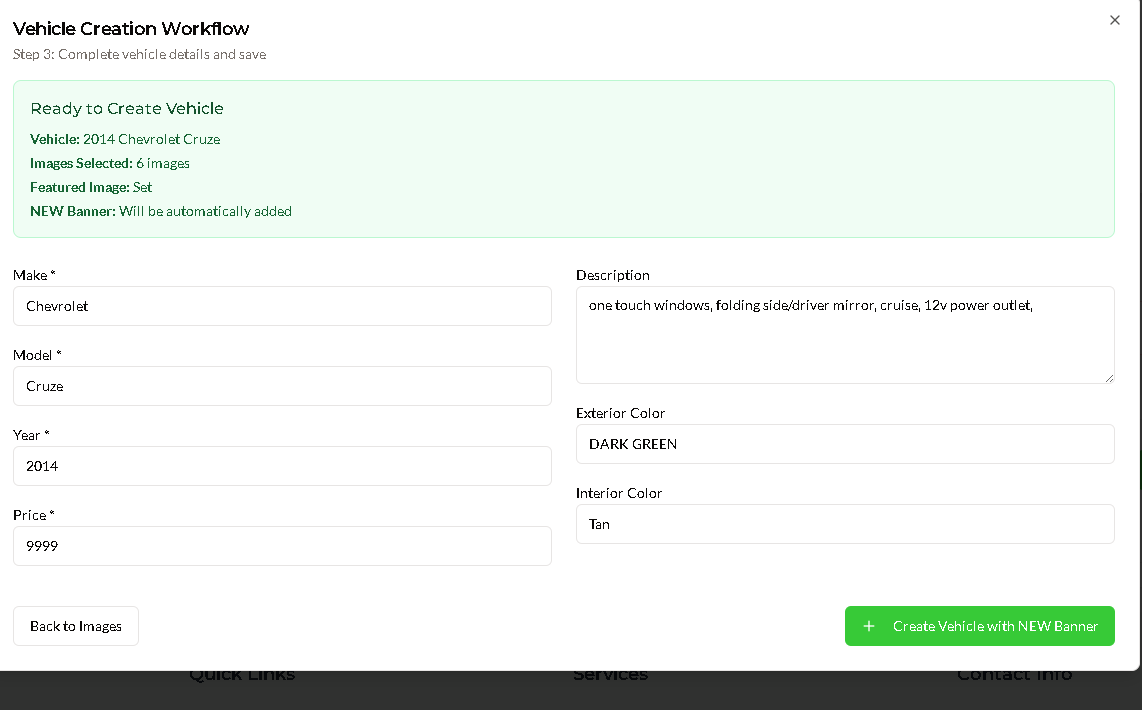 Vehicle Creation Workflow
Step 3: Complete vehicle details and save
Ready to Create Vehicle
Vehicle: 2014 Chevrolet Cruze
Images Selected: 6 images
Featured Image: Set
NEW Banner: Will be automatically added
Make *
Chevrolet
Model *
Cruze
Year *
2014
Price *
9999
Description
one touch windows, folding side/driver mirror, cruise, 12v power outlet,
Exterior Color
DARK GREEN
Interior Color
Tan
Back to Images
+ Create Vehicle with NEW Banner
Quick Links
Services
Contact Info